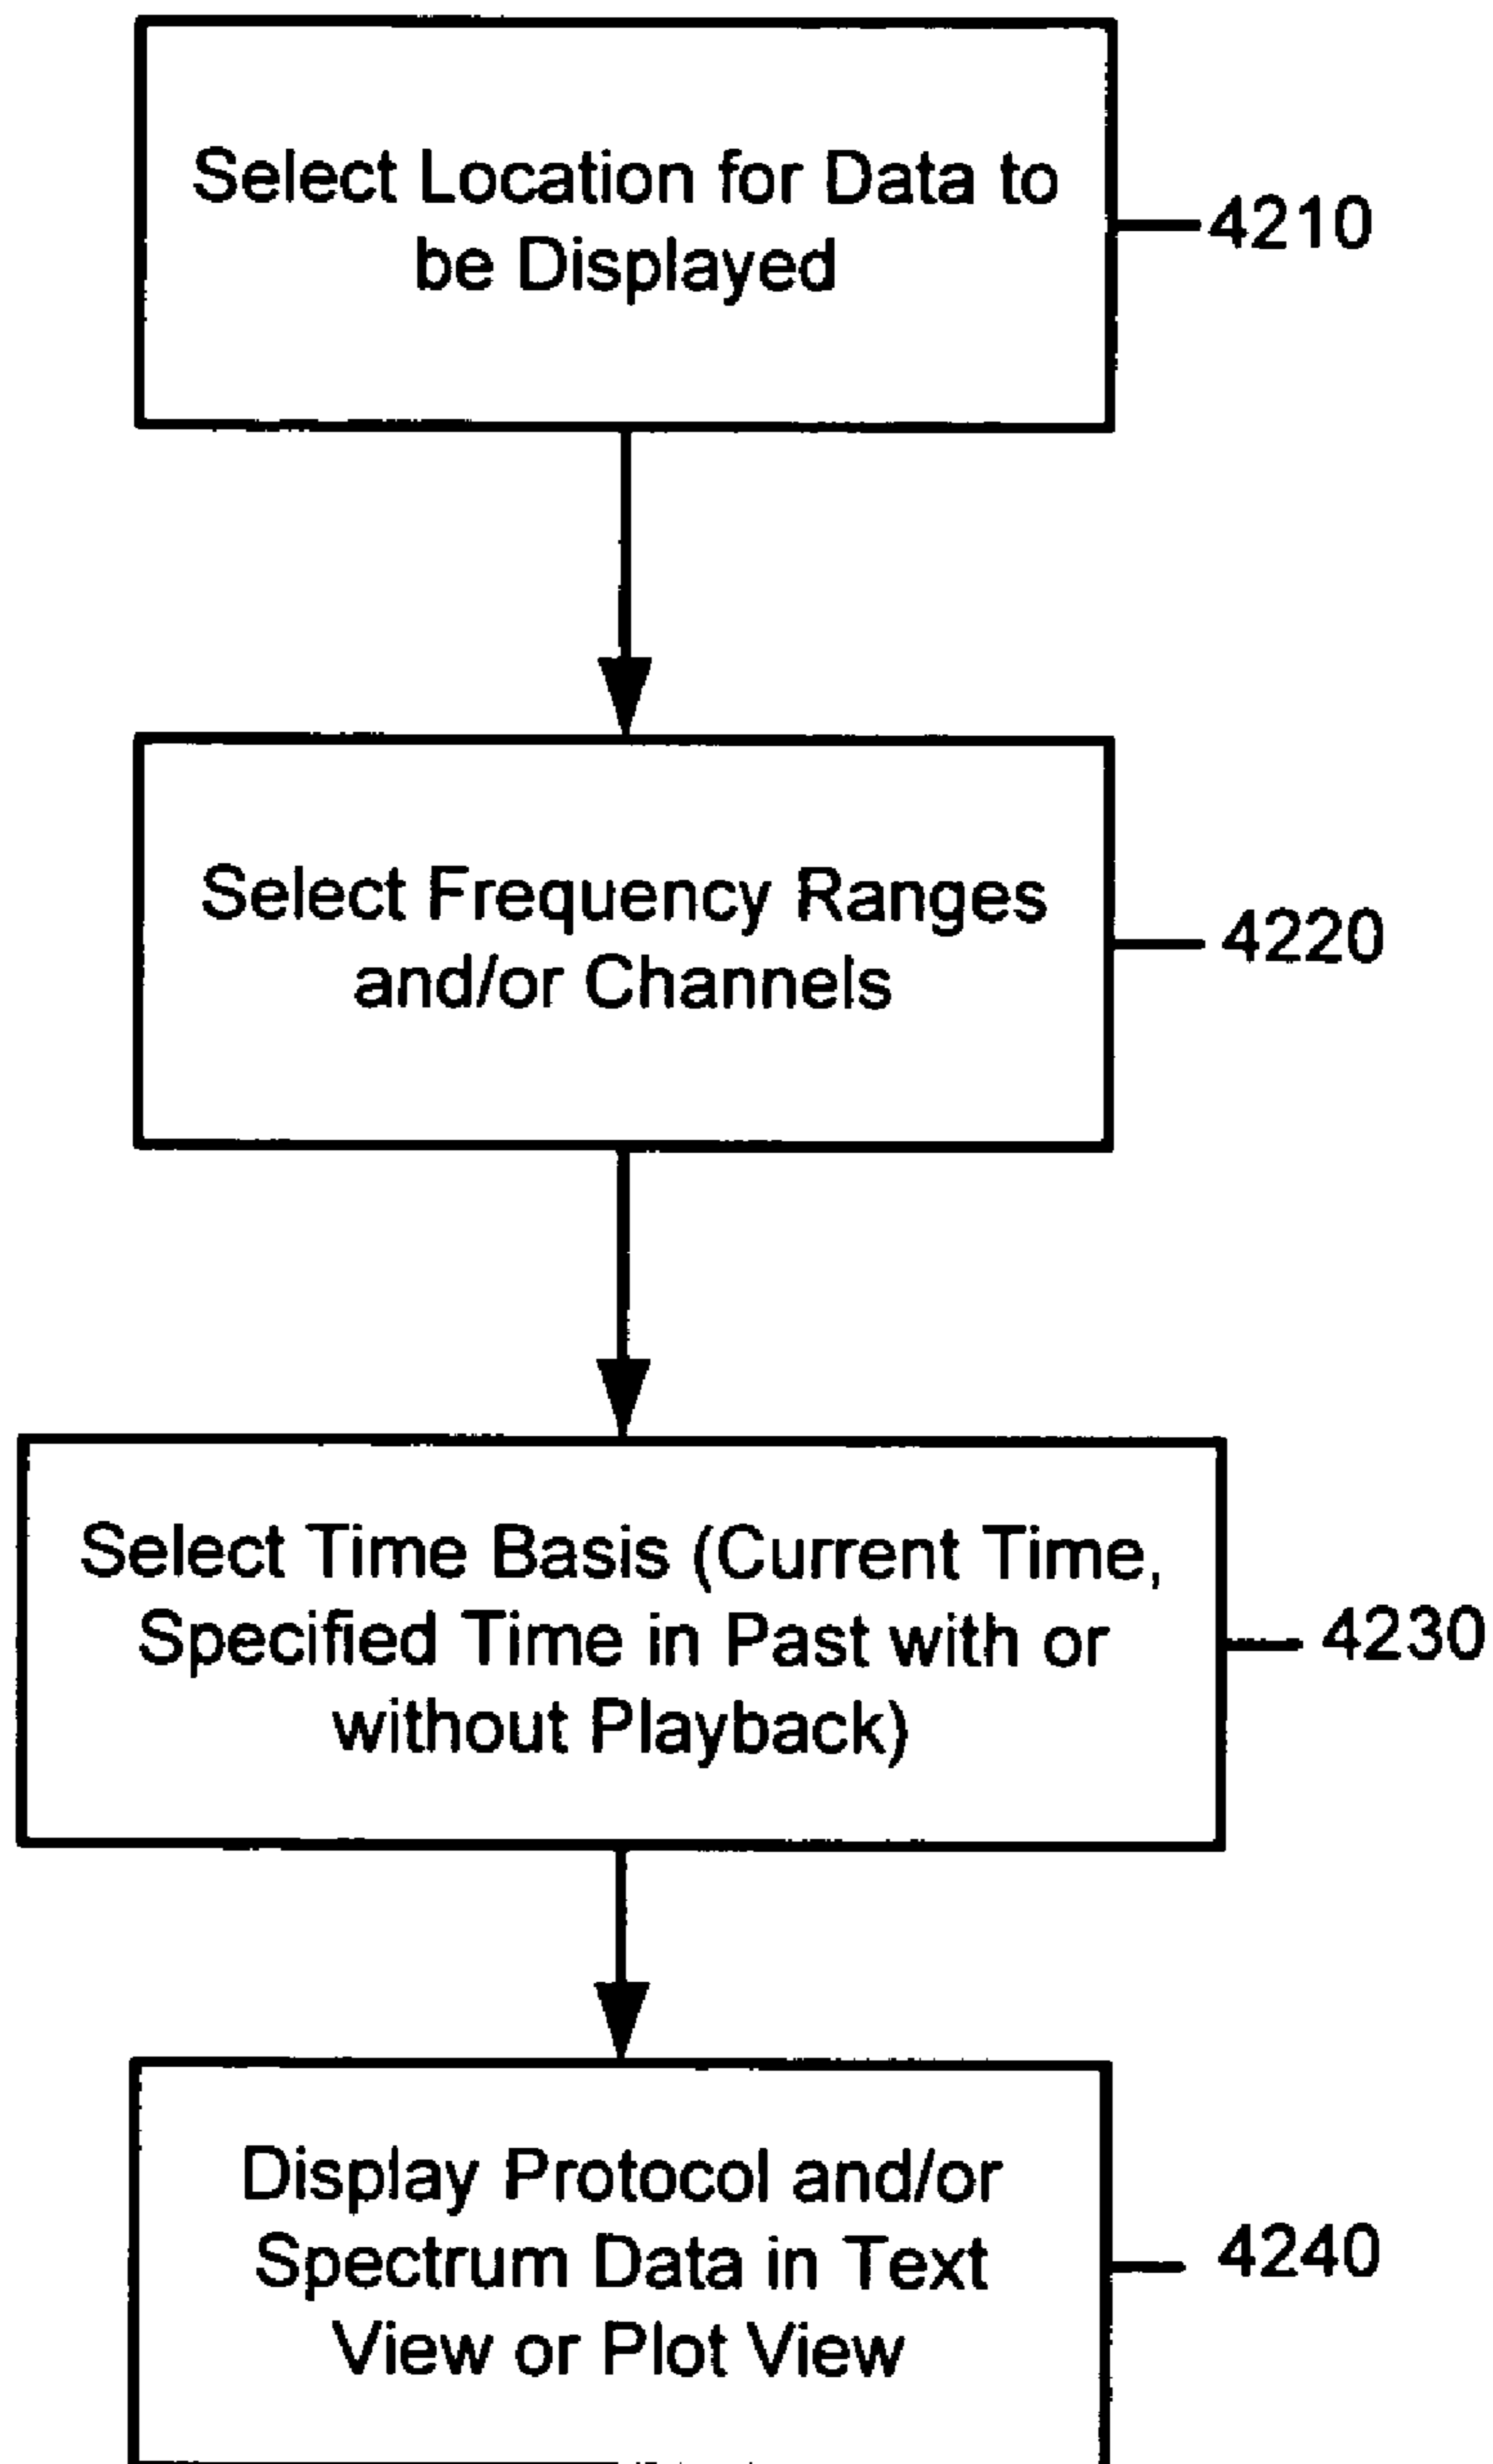 Select Location for Data to
be Displayed
4210
Select Frequency Ranges
and/or Channels
4220
Select Time Basis (Current Time,
Specified Time in Past with or
without Playback)
4230
Display Protocol and/or
Spectrum Data in Text
View or Plot View
4240